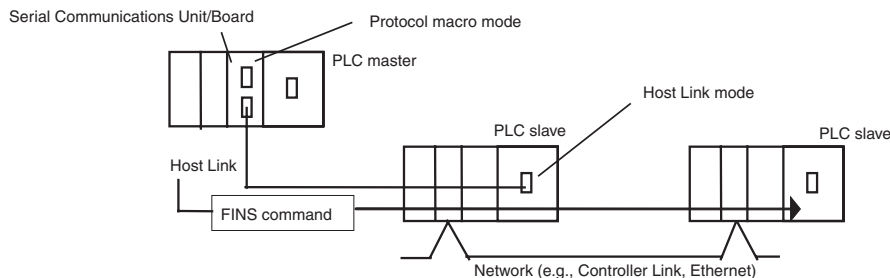 Serial Communications Unit/Board
Protocol macro mode
PLC master
Host Link mode
PLC slave
PLC slave
Host Link
FINS command
Network (e.g., Controller Link, Ethernet)